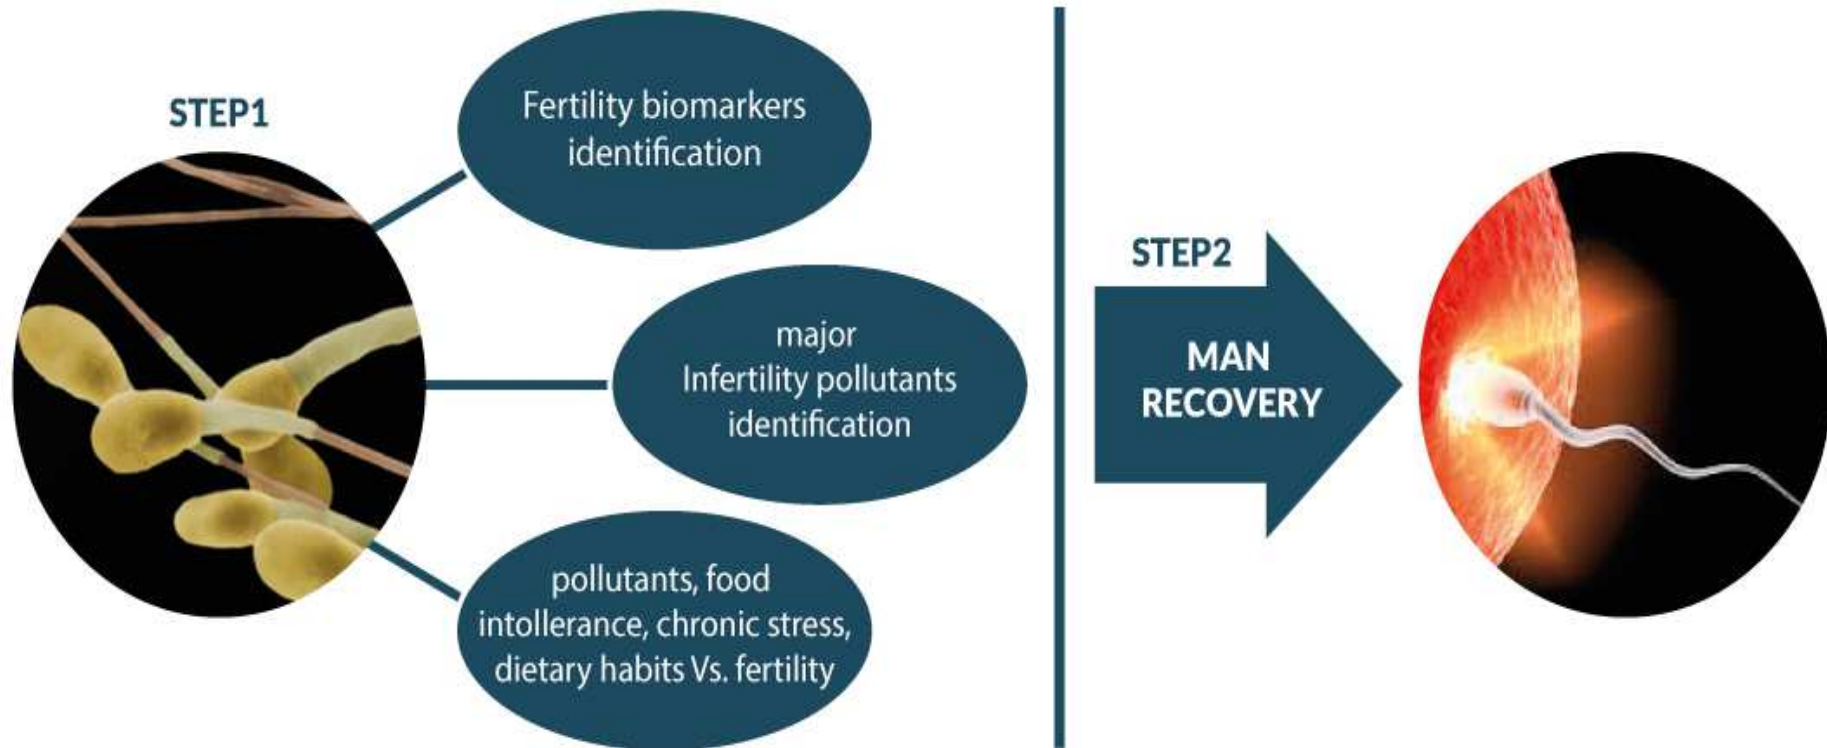 STEP1
Fertility biomarkers
identification
major
Infertility pollutants
identification
pollutants, food
intollerance, chronic stress,
dietary habits Vs. fertility
STEP2
MAN
RECOVERY